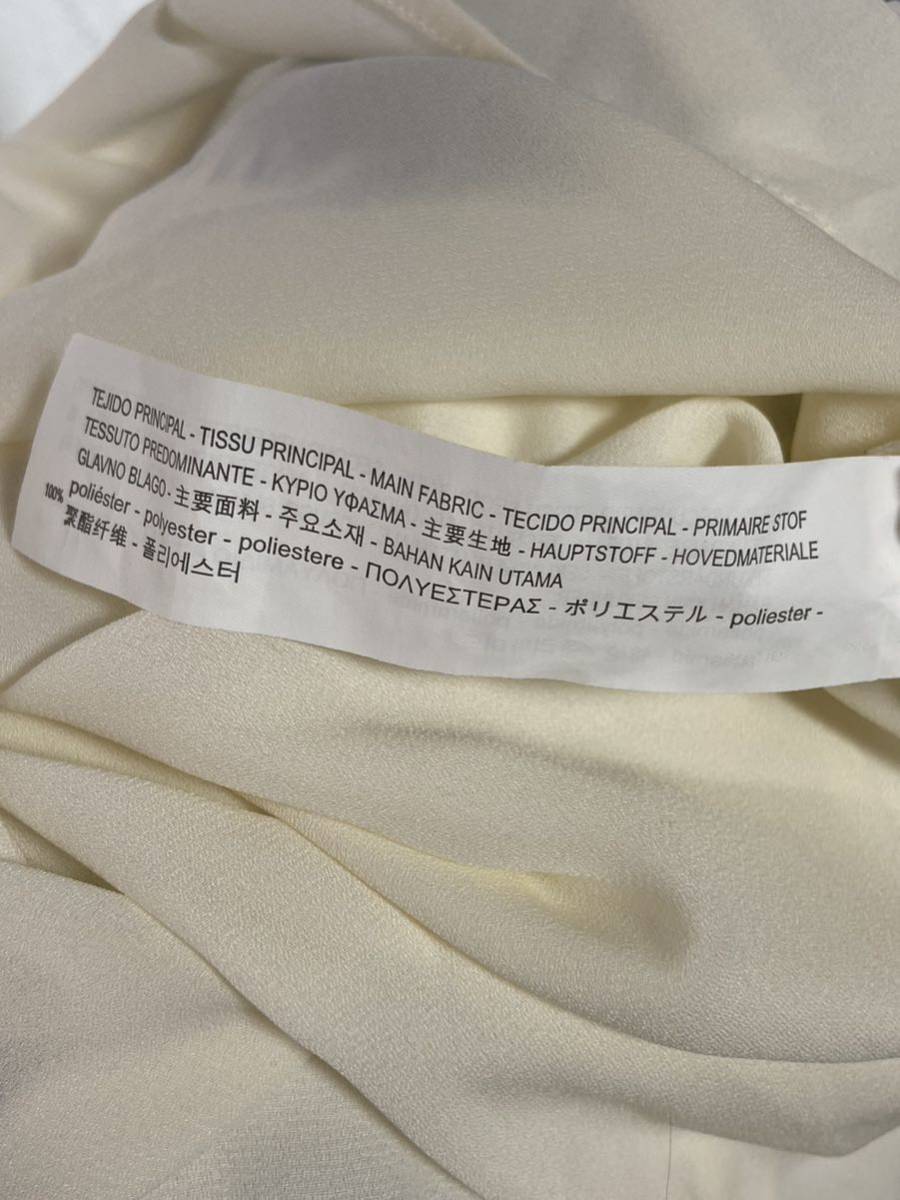 TEJIDO PRINCIPAL - TISSU PRINCIPAL - MAIN FABRIC - TECIDO PRINCIPAL - PRIMAIRE STOF
TESSUTO PREDOMINANTE - ΚΥΡΙΟ ΥΦΑΣΜΑ - 主要生地 - HAUPTSTOFF - HOVEDMATERIALE
GLAVNO BLAGO - 主要面料 - 주요소재 - BAHAN KAIN UTAMA
100% poliéster - polyester - poliestere - ΠΟΛΥΕΣΤΕΡΑΣ - ポリエステル - poliester -
聚酯纤维 - 폴리에스터